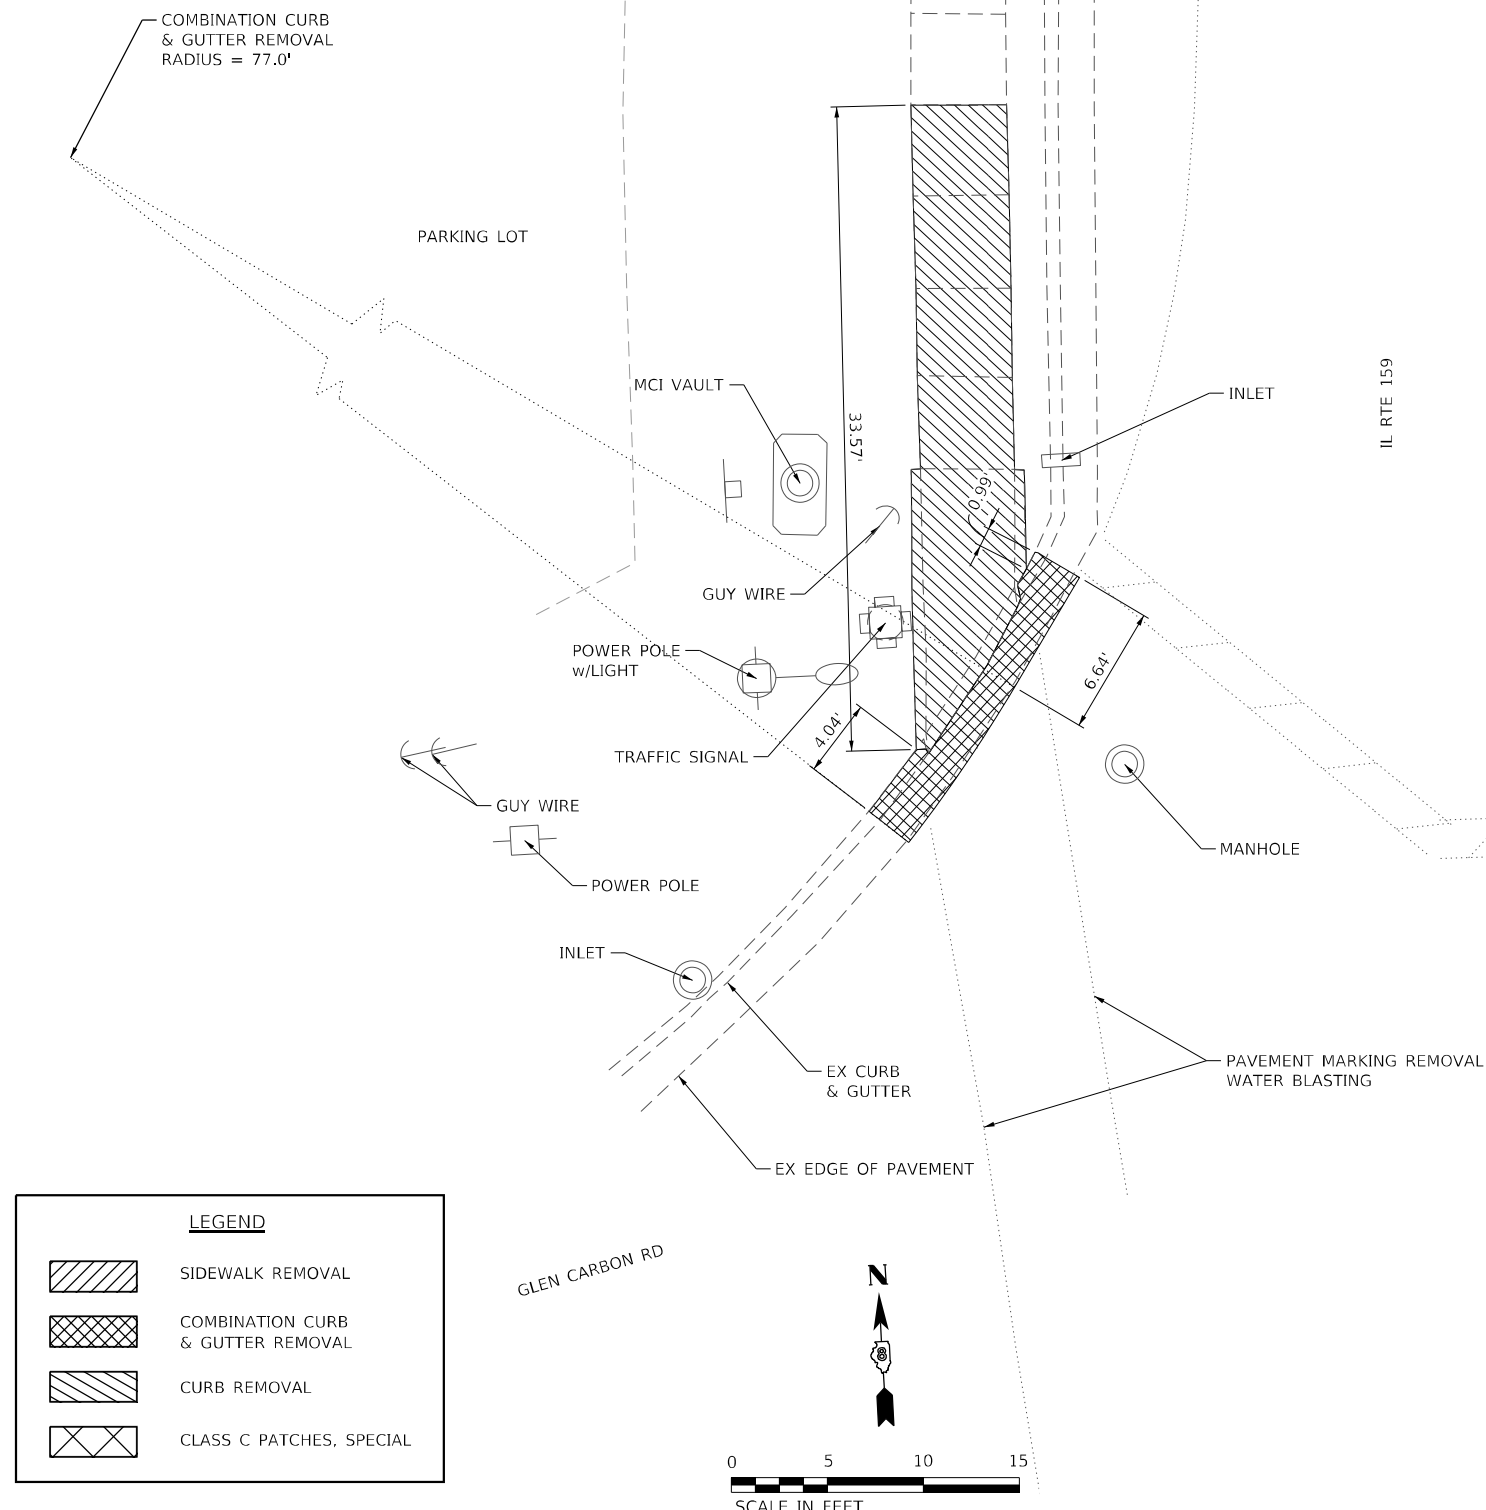 COMBINATION CURB
& GUTTER REMOVAL
RADIUS = 77.0'
PARKING LOT
MCI VAULT
33.57'
0.99'
INLET
IL RTE 159
GUY WIRE
POWER POLE
w/LIGHT
6.64'
4.04'
TRAFFIC SIGNAL
GUY WIRE
MANHOLE
POWER POLE
INLET
EX CURB
& GUTTER
PAVEMENT MARKING REMOVAL
WATER BLASTING
EX EDGE OF PAVEMENT
LEGEND
SIDEWALK REMOVAL
COMBINATION CURB
& GUTTER REMOVAL
CURB REMOVAL
CLASS C PATCHES, SPECIAL
GLEN CARBON RD
N
0 5 10 15
SCALE IN FEET